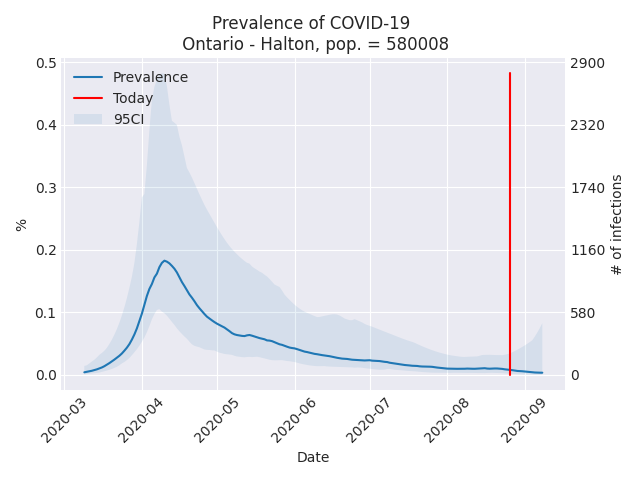 Prevalence of COVID-19
Ontario - Halton, pop. = 580008
Prevalence
Today
95CI
0.5
0.4
0.3
0.2
0.1
0.0
%
2900
2320
1740
1160
580
0
# of infections
2020-03
2020-04
2020-05
2020-06
2020-07
2020-08
2020-09
Date